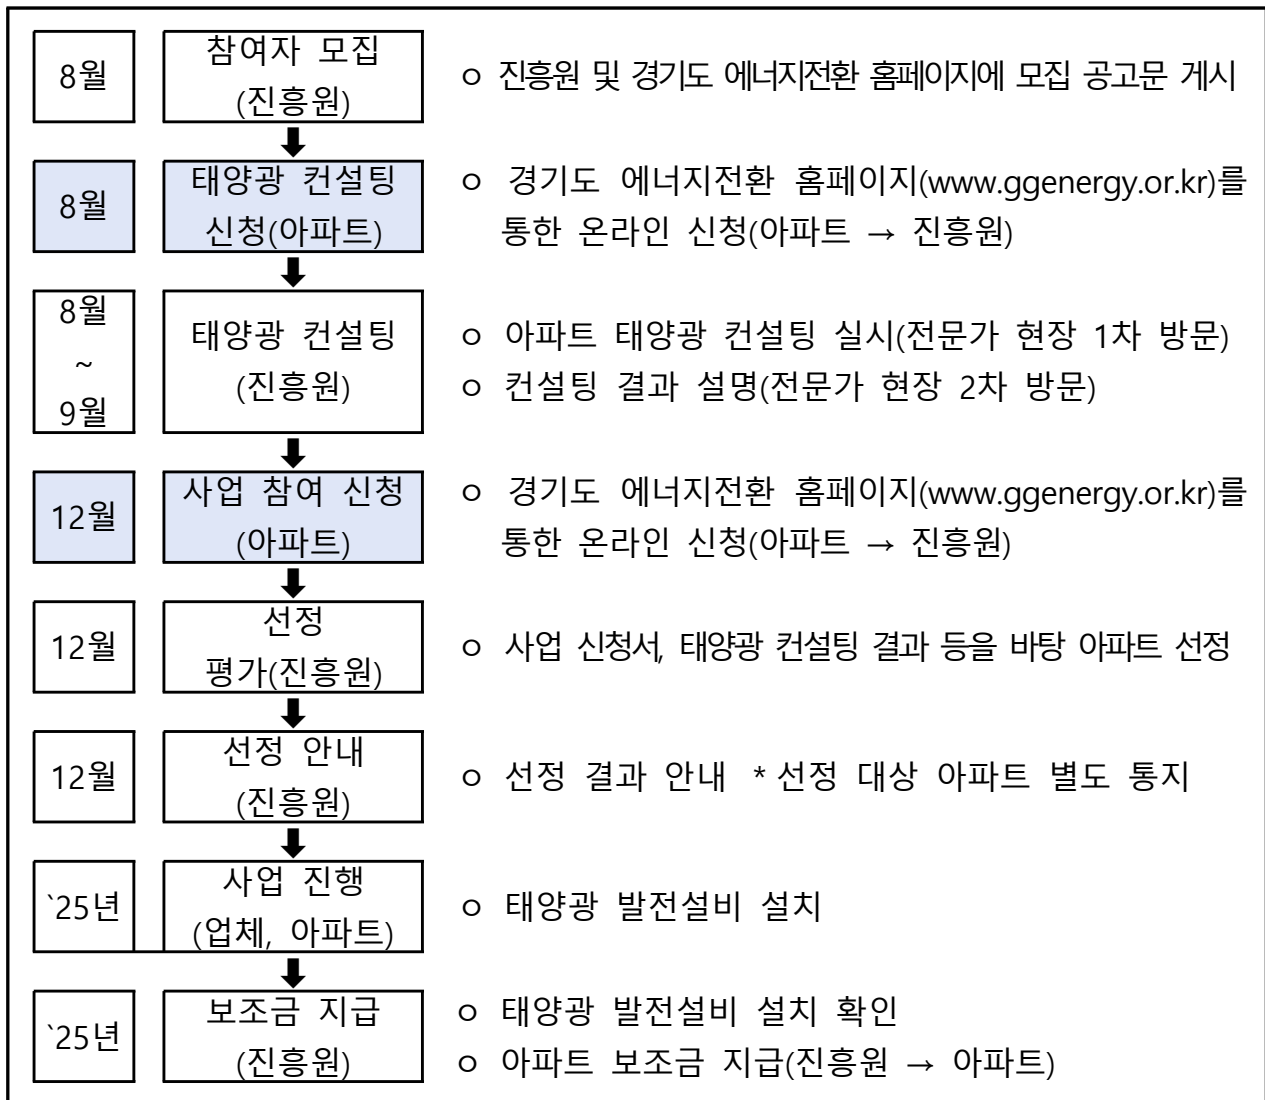 8월
참여자 모집
(진흥원)
ㅇ 진흥원 및 경기도 에너지전환 홈페이지에 모집 공고문 게시
8월
태양광 컨설팅
신청(아파트)
ㅇ 경기도 에너지전환 홈페이지(www.ggenergy.or.kr)를
통한 온라인 신청(아파트 → 진흥원)
8월
~
9월
태양광 컨설팅
(진흥원)
ㅇ 아파트 태양광 컨설팅 실시(전문가 현장 1차 방문)
ㅇ 컨설팅 결과 설명(전문가 현장 2차 방문)
12월
사업 참여 신청
(아파트)
ㅇ 경기도 에너지전환 홈페이지(www.ggenergy.or.kr)를
통한 온라인 신청(아파트 → 진흥원)
12월
선정
평가(진흥원)
ㅇ 사업 신청서, 태양광 컨설팅 결과 등을 바탕 아파트 선정
12월
선정 안내
(진흥원)
ㅇ 선정 결과 안내 * 선정 대상 아파트 별도 통지
`25년
사업 진행
(업체, 아파트)
ㅇ 태양광 발전설비 설치
`25년
보조금 지급
(진흥원)
ㅇ 태양광 발전설비 설치 확인
ㅇ 아파트 보조금 지급(진흥원 → 아파트)